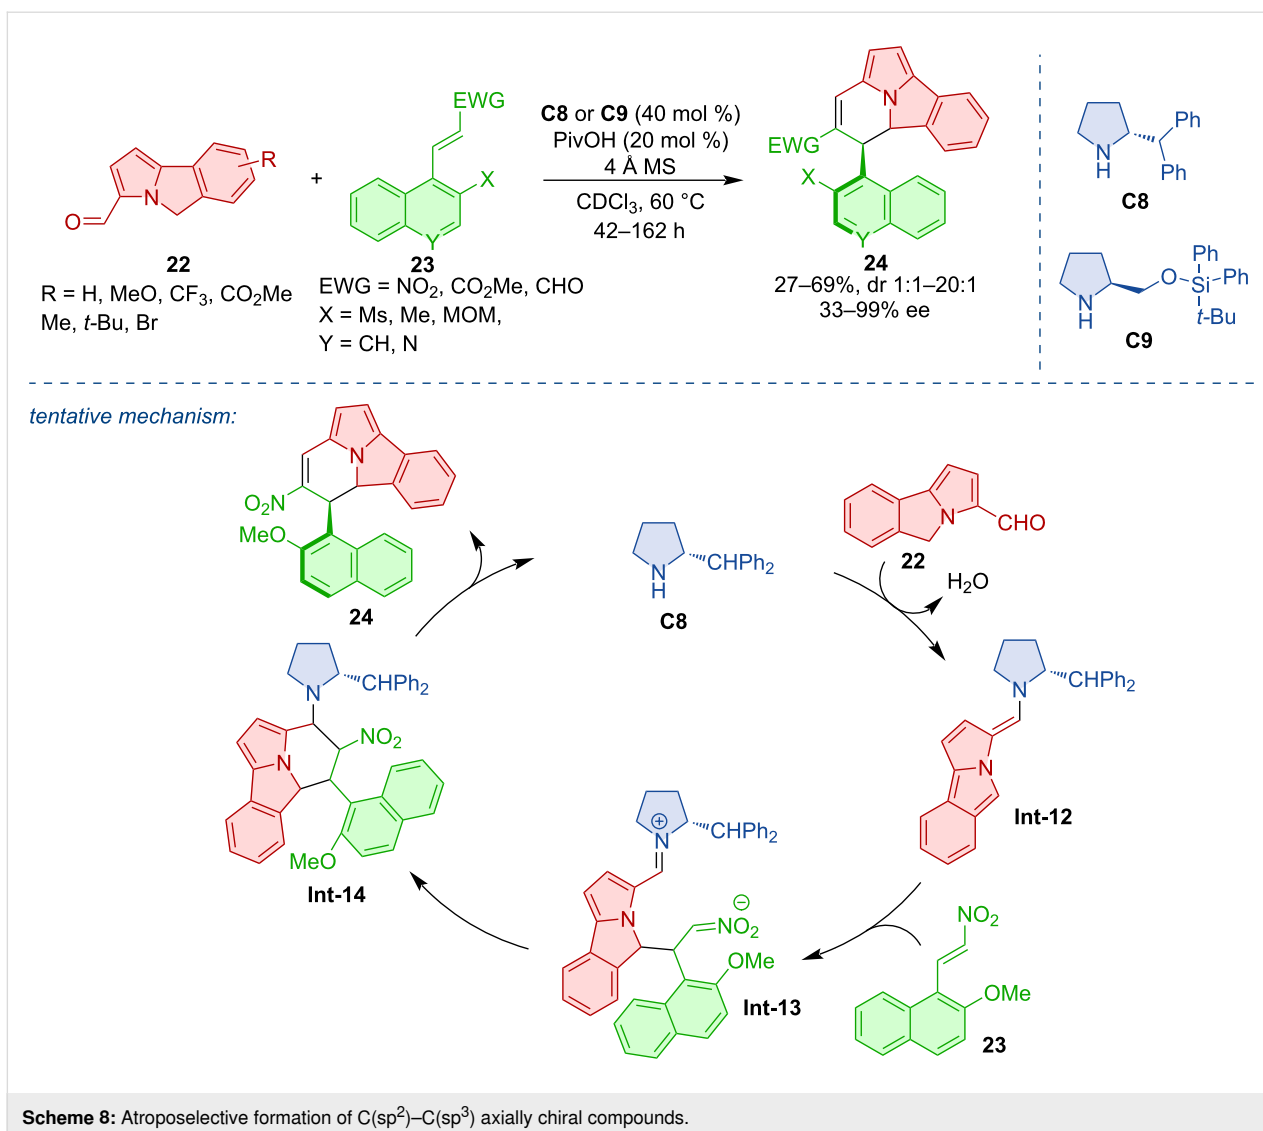 EWG
X
Y
23
O
N
R
22
+
C8 or C9 (40 mol %)
PivOH (20 mol %)
4 Å MS
CDCl3, 60 °C
42–162 h
N
EWG
X
Y
24
27–69%, dr 1:1–20:1
33–99% ee
R = H, MeO, CF3, CO2Me
Me, t-Bu, Br
EWG = NO2, CO2Me, CHO
X = Ms, Me, MOM,
Y = CH, N
N
H
Ph
Ph
C8
N
H
O
Si
Ph
Ph
t-Bu
C9
tentative mechanism:
N
O2N
MeO
24
N
H
CHPh2
C8
N
CHO
22
H2O
N
CHPh2
N
Int-12
NO2
OMe
23
N
⊕
CHPh2
N
⊖
NO2
OMe
Int-13
N
CHPh2
NO2
N
MeO
Int-14
Scheme 8: Atroposelective formation of C(sp2)–C(sp3) axially chiral compounds.